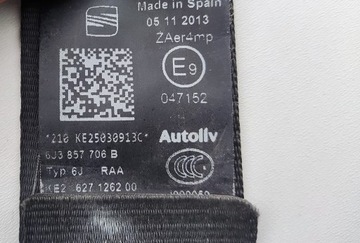 Made in Spain
05 11 2013
ZAer4mp
E9
047152
*210 KE25030913C*
Autoliv
6J3 857 706 B
Typ 6J RAA
KE2 627 1262 00